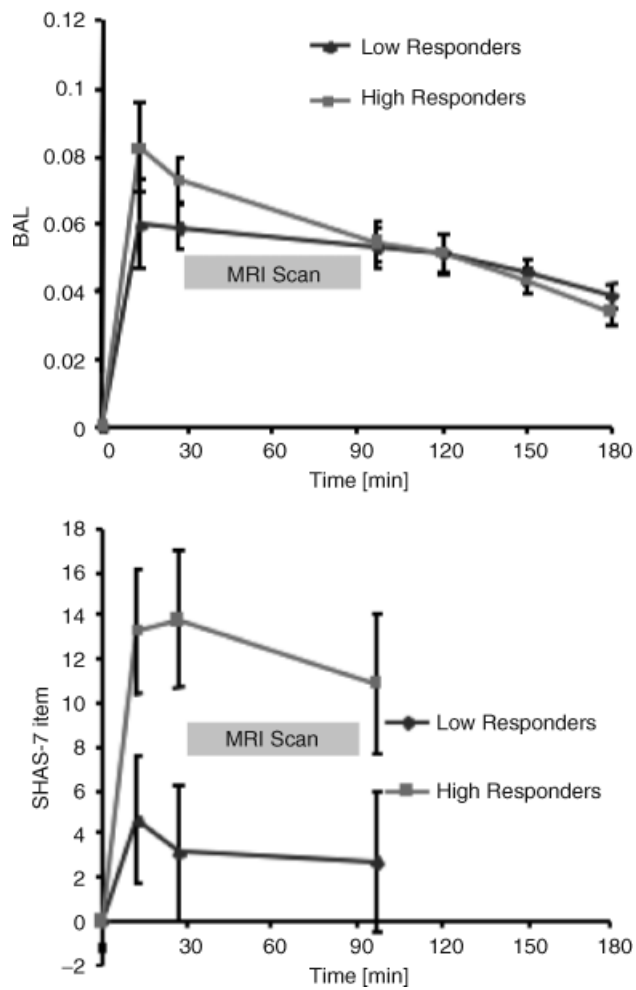 0.12
0.1
0.08
0.06
0.04
0.02
0
BAL
Low Responders
High Responders
MRI Scan
0 30 60 90 120 150 180
Time [min]
18
16
14
12
10
8
6
4
2
0
−2
SHAS-7 item
MRI Scan
Low Responders
High Responders
30 60 90 120 150 180
Time [min]